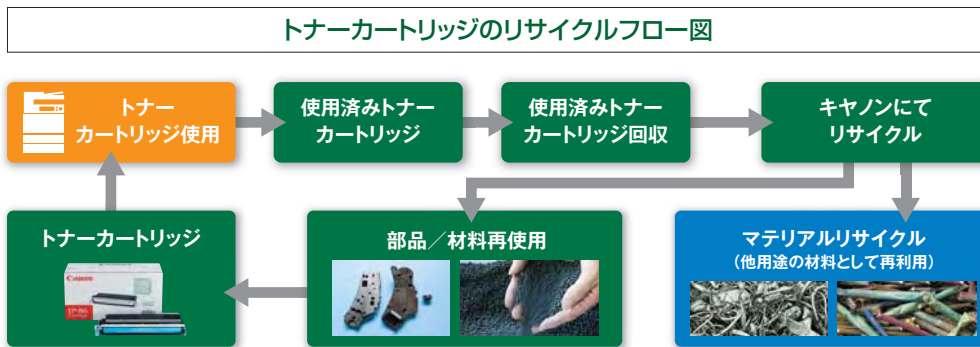 トナーカートリッジのリサイクルフロー図
トナー
カートリッジ使用
使用済みトナー
カートリッジ
使用済みトナー
カートリッジ回収
キヤノンにて
リサイクル
トナーカートリッジ
Canon
部品／材料再使用
マテリアルリサイクル
（他用途の材料として再利用）